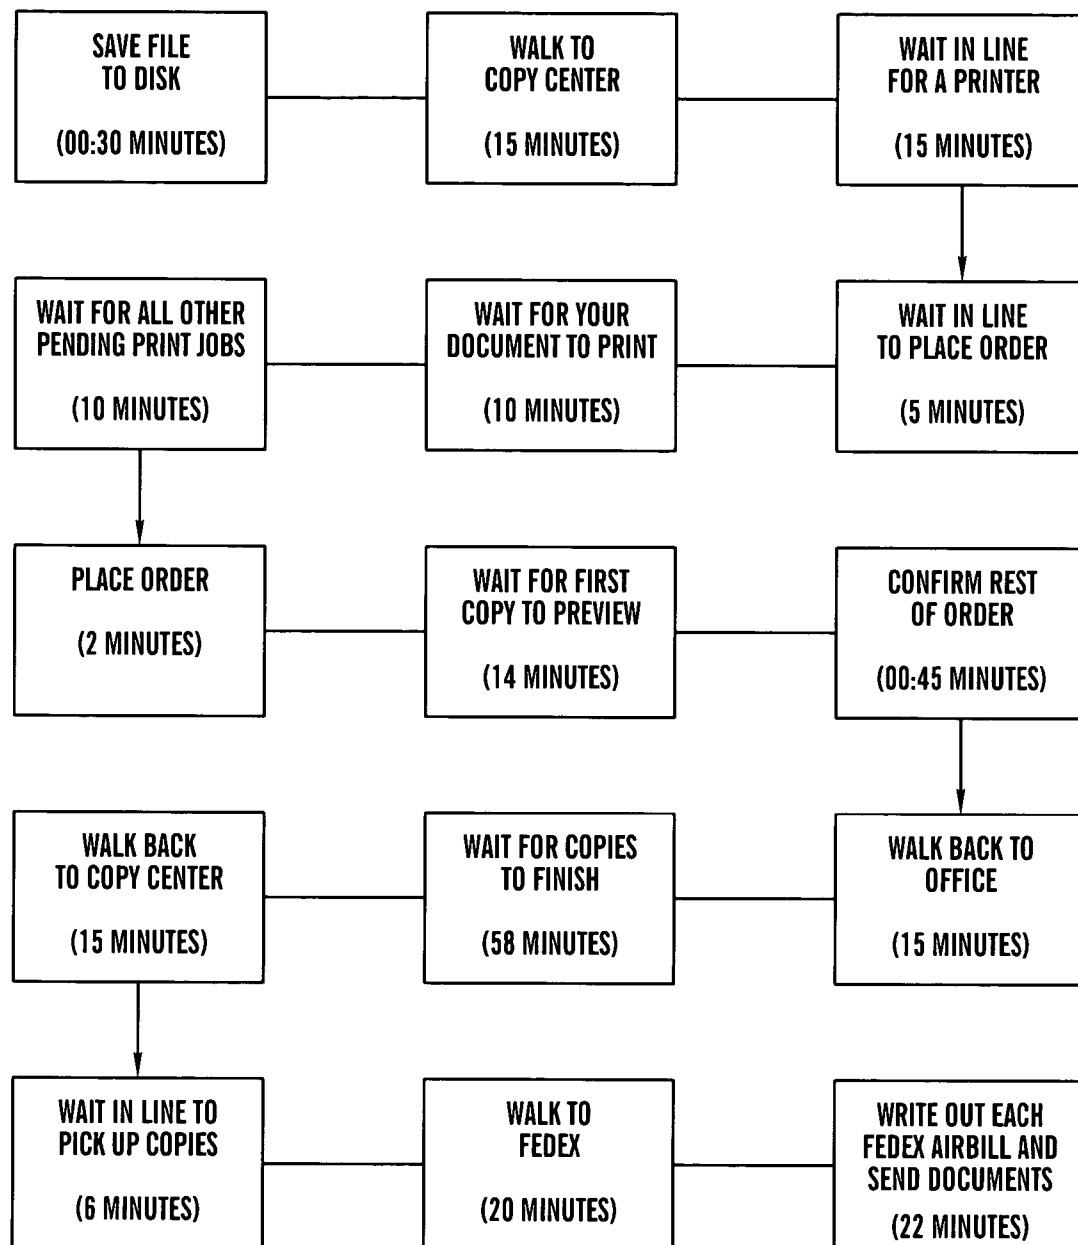 SAVE FILE
TO DISK
(00:30 MINUTES)
WALK TO
COPY CENTER
(15 MINUTES)
WAIT IN LINE
FOR A PRINTER
(15 MINUTES)
WAIT IN LINE
TO PLACE ORDER
(5 MINUTES)
WAIT FOR YOUR
DOCUMENT TO PRINT
(10 MINUTES)
WAIT FOR ALL OTHER
PENDING PRINT JOBS
(10 MINUTES)
PLACE ORDER
(2 MINUTES)
WAIT FOR FIRST
COPY TO PREVIEW
(14 MINUTES)
CONFIRM REST
OF ORDER
(00:45 MINUTES)
WALK BACK TO
OFFICE
(15 MINUTES)
WAIT FOR COPIES
TO FINISH
(58 MINUTES)
WALK BACK
TO COPY CENTER
(15 MINUTES)
WAIT IN LINE TO
PICK UP COPIES
(6 MINUTES)
WALK TO
FEDEX
(20 MINUTES)
WRITE OUT EACH
FEDEX AIRBILL AND
SEND DOCUMENTS
(22 MINUTES)